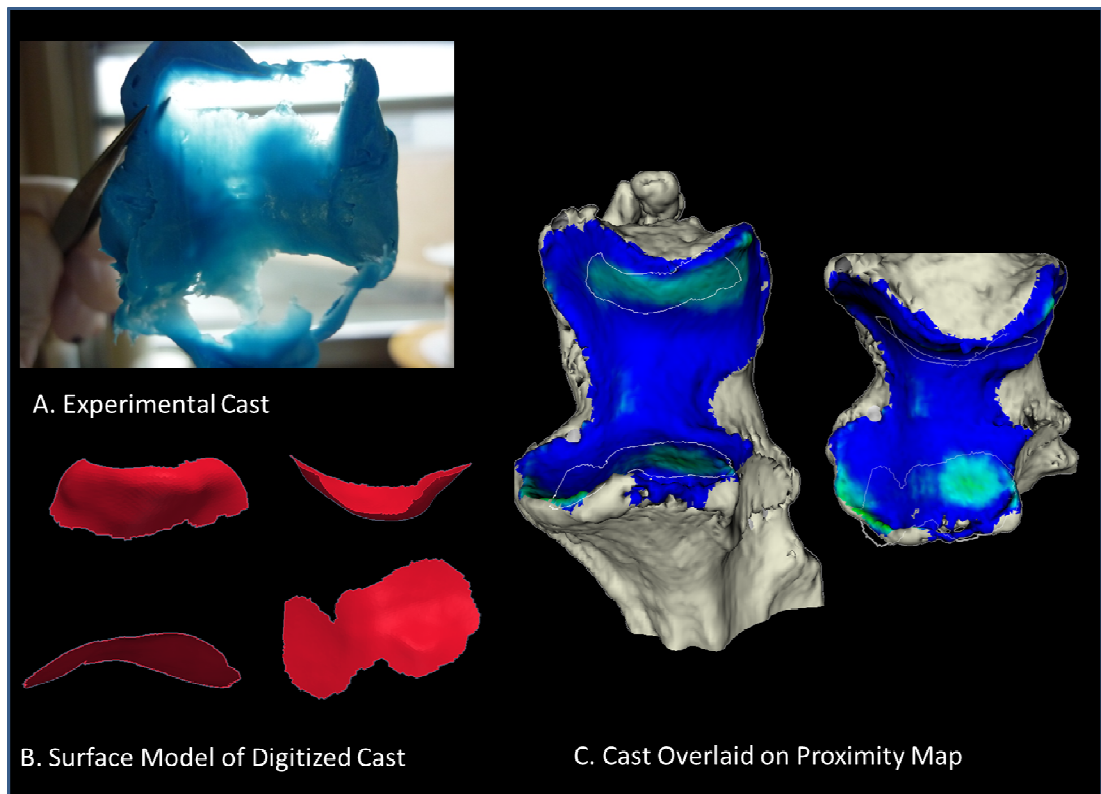 A. Experimental Cast
B. Surface Model of Digitized Cast
C. Cast Overlaid on Proximity Map